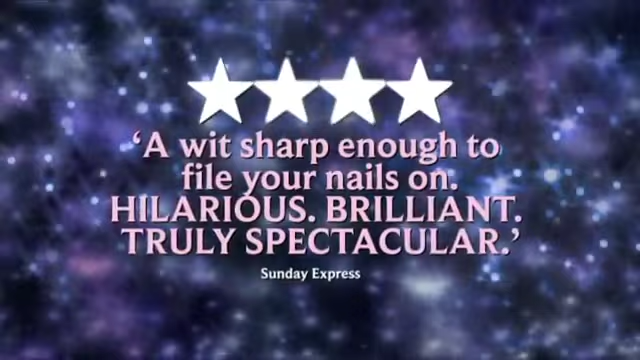 ‘A wit sharp enough to
file your nails on.
HILARIOUS. BRILLIANT.
TRULY SPECTACULAR.’
Sunday Express